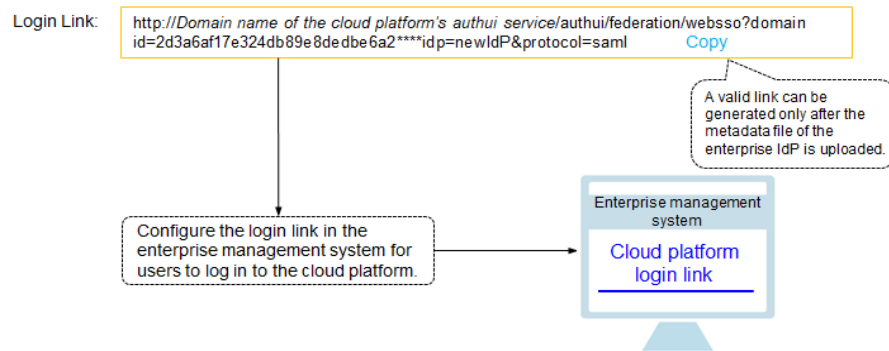 Login Link:
http://Domain name of the cloud platform's authui service/authui/federation/websso?domain
id=2d3a6af17e324db89e8dedbe6a2****idp=newIdP&protocol=saml Copy
A valid link can be
generated only after the
metadata file of the
enterprise IdP is uploaded.
Configure the login link in the
enterprise management system for
users to log in to the cloud platform.
Enterprise management
system
Cloud platform
login link